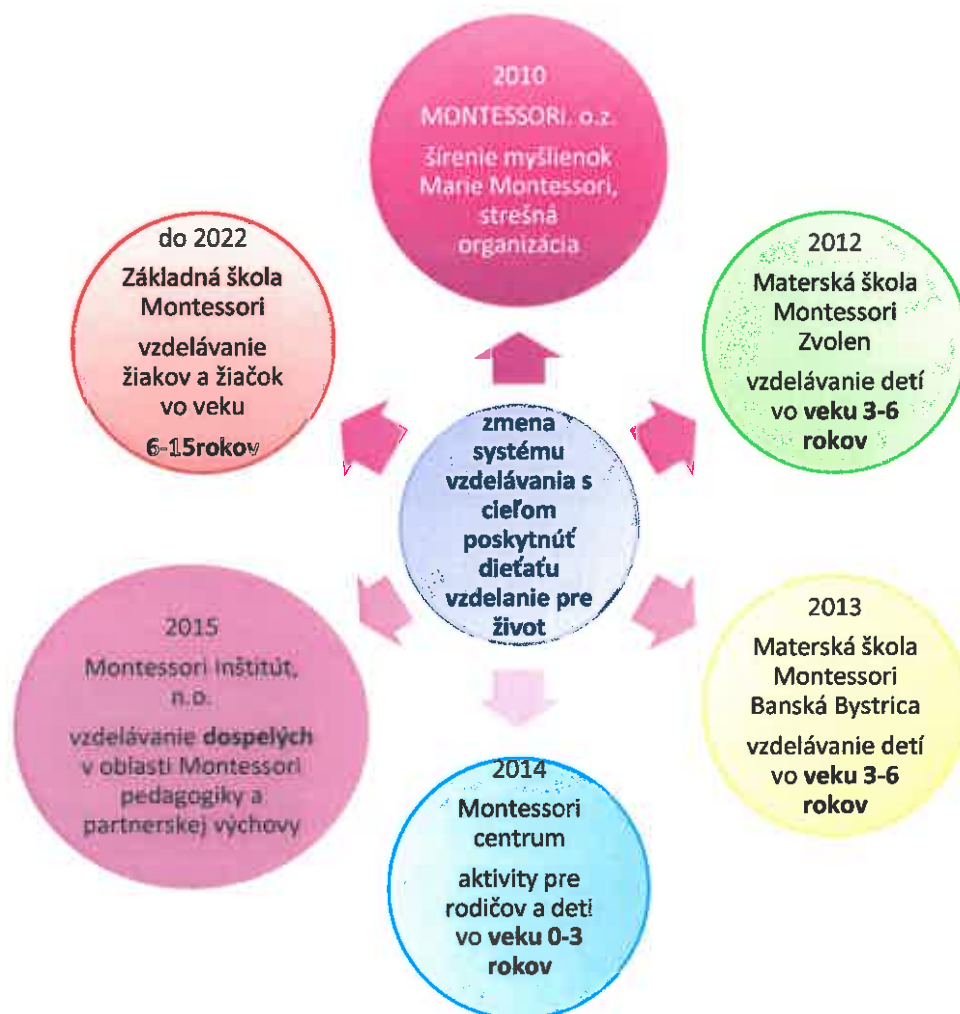 2010
MONTESSORI. o.z.
šírenie myšlienok
Marie Montessori,
strešná
organizácia
do 2022
Základná škola
Montessori
vzdelávanie
žiakov a žiačok
vo veku
6-15rokov
2012
Materská škola
Montessori
Zvolen
vzdelávanie detí
vo veku 3-6
rokov
zmena
systému
vzdelávania s
cieľom
poskytnúť
dieťaťu
vzdelanie pre
život
2015
Montessori Inštitút,
n.o.
vzdelávanie dospelých
v oblasti Montessori
pedagogiky a
partnerskej výchovy
2013
Materská škola
Montessori
Banská Bystrica
vzdelávanie detí
vo veku 3-6
rokov
2014
Montessori
centrum
aktivity pre
rodičov a deti
vo veku 0-3
rokov